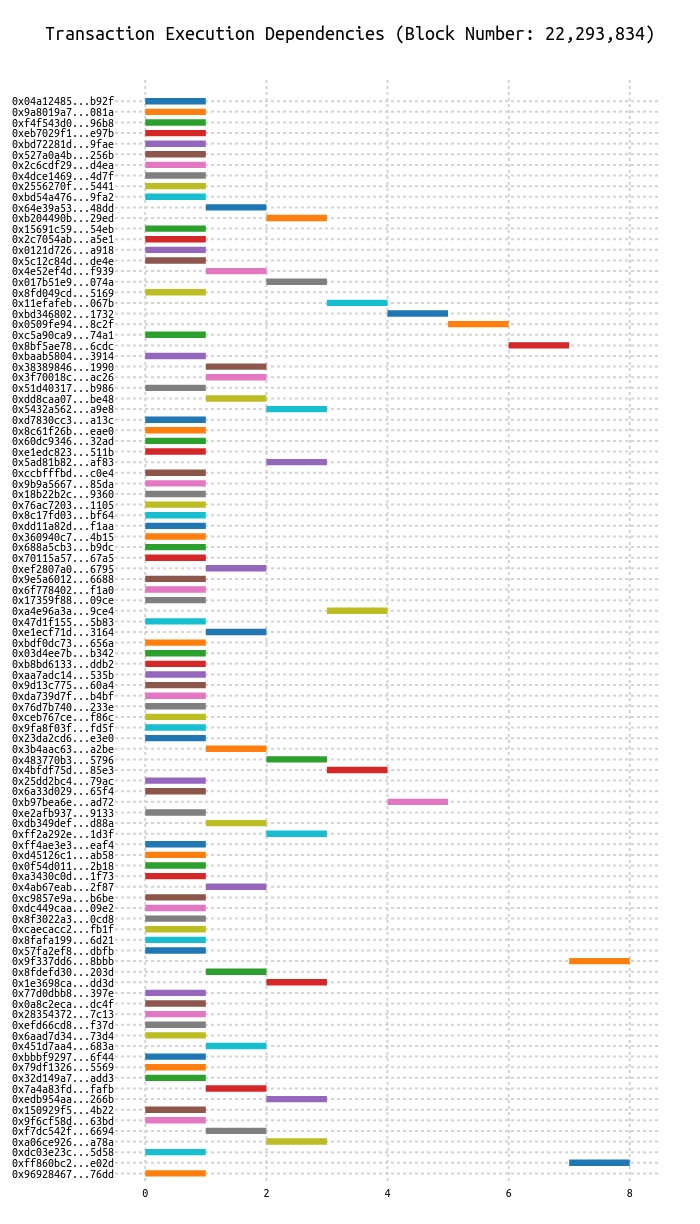 Transaction Execution Dependencies (Block Number: 22,293,834)
0x04a12485...b92f
0x9a8019a7...081a
0xf4f543d0...96b8
0xeb7029f1...e97b
0xbd72281d...9fae
0x527a0a4b...256b
0x2c6cdf29...d4ea
0x4dce1469...4d7f
0x2556270f...5441
0xbd54a476...9fa2
0x64e39a53...48dd
0xb204490b...29ed
0x15691c59...54eb
0x2c7054ab...a5e1
0x0121d726...a918
0x5c12c84d...de4e
0x4e52ef4d...f939
0x017b51e9...074a
0x8fd049cd...5169
0x11efafeb...067b
0xbd346802...1732
0x0509fe94...8c2f
0xc5a90ca9...74a1
0x8bf5ae78...6cdc
0xbaab5804...3914
0x38389846...1990
0x3f70018c...ac26
0x51d40317...b986
0xdd8caa07...be48
0x5432a562...a9e8
0xd7830cc3...a13c
0x8c61f26b...eae0
0x60dc9346...32ad
0xe1edc823...511b
0x5ad81b82...af83
0xccbfffbd...c0e4
0x9b9a5667...85da
0x18b22b2c...9360
0x76ac7203...1105
0x8c17fd03...bf64
0xdd11a82d...f1aa
0x360940c7...4b15
0x688a5cb3...b9dc
0x70115a57...67a5
0xef2807a0...6795
0x9e5a6012...6688
0x6f778402...f1a0
0x17359f88...09ce
0xa4e96a3a...9ce4
0x47d1f155...5b83
0xe1ecf71d...3164
0xbdf0dc73...656a
0x03d4ee7b...b342
0xb8bd6133...ddb2
0xaa7adc14...535b
0x9d13c775...60a4
0xda739d7f...b4bf
0x76d7b740...233e
0xceb767ce...f86c
0x9fa8f03f...fd5f
0x23da2cd6...e3e0
0x3b4aac63...a2be
0x483770b3...5796
0x4bfdf75d...85e3
0x25dd2bc4...79ac
0x6a33d029...65f4
0xb97bea6e...ad72
0xe2afb937...9133
0xdb349def...d88a
0xff2a292e...1d3f
0xff4ae3e3...eaf4
0xd45126c1...ab58
0x0f54d011...2b18
0xa3430c0d...1f73
0x4ab67eab...2f87
0xc9857e9a...b6be
0xdc449caa...09e2
0x8f3022a3...0cd8
0xcaecacc2...fb1f
0x8fafa199...6d21
0x57fa2ef8...dbfb
0x9f337dd6...8bbb
0x8fdefd30...203d
0x1e3698ca...dd3d
0x77d0dbb8...397e
0x0a8c2eca...dc4f
0x28354372...7c13
0xefd66cd8...f37d
0x6aad7d34...73d4
0x451d7aa4...683a
0xbbbf9297...6f44
0x79df1326...5569
0x32d149a7...add3
0x7a4a83fd...fafb
0xedb954aa...266b
0x150929f5...4b22
0x9f6cf58d...63bd
0xf7dc542f...6694
0xa06ce926...a78a
0xdc03e23c...5d58
0xff860bc2...e02d
0x96928467...76dd
0 2 4 6 8